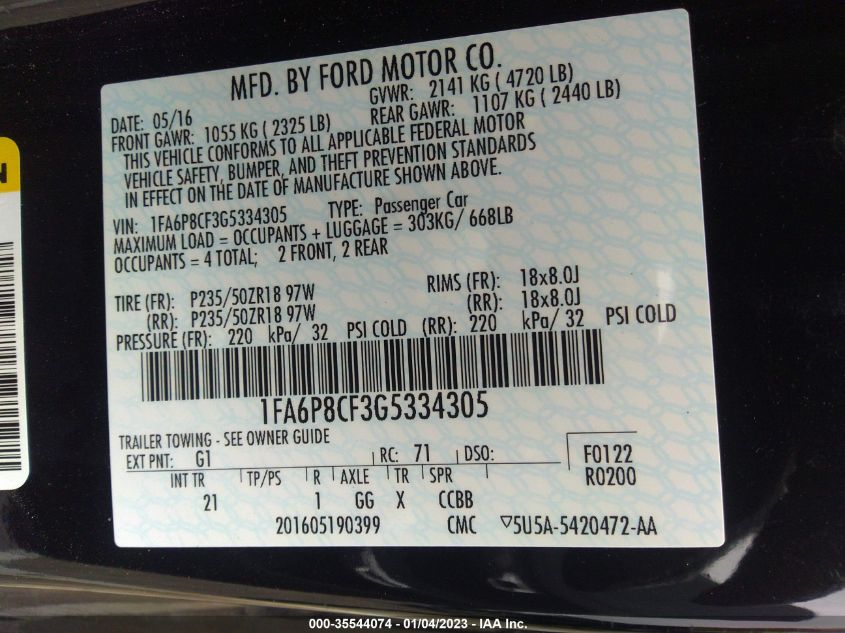 MFD. BY FORD MOTOR CO.
DATE: 05/16 GVWR: 2141 KG ( 4720 LB)
FRONT GAWR: 1055 KG ( 2325 LB) REAR GAWR: 1107 KG ( 2440 LB)
THIS VEHICLE CONFORMS TO ALL APPLICABLE FEDERAL MOTOR
VEHICLE SAFETY, BUMPER, AND THEFT PREVENTION STANDARDS
IN EFFECT ON THE DATE OF MANUFACTURE SHOWN ABOVE.
VIN: 1FA6P8CF3G5334305 TYPE: Passenger Car
MAXIMUM LOAD = OCCUPANTS + LUGGAGE = 303KG/ 668LB
OCCUPANTS = 4 TOTAL; 2 FRONT, 2 REAR
TIRE (FR): P235/50ZR18 97W RIMS (FR): 18x8.0J
(RR): P235/50ZR18 97W (RR): 18x8.0J
PRESSURE (FR): 220 kPa/ 32 PSI COLD (RR): 220 kPa/ 32 PSI COLD
1FA6P8CF3G5334305
TRAILER TOWING - SEE OWNER GUIDE
EXT PNT: G1 RC: 71 DSO: F0122
INT TR TP/PS R AXLE TR SPR R0200
21 1 GG X CCBB
201605190399 CMC ▽5U5A-5420472-AA
N
000-35544074 - 01/04/2023 - IAA Inc.